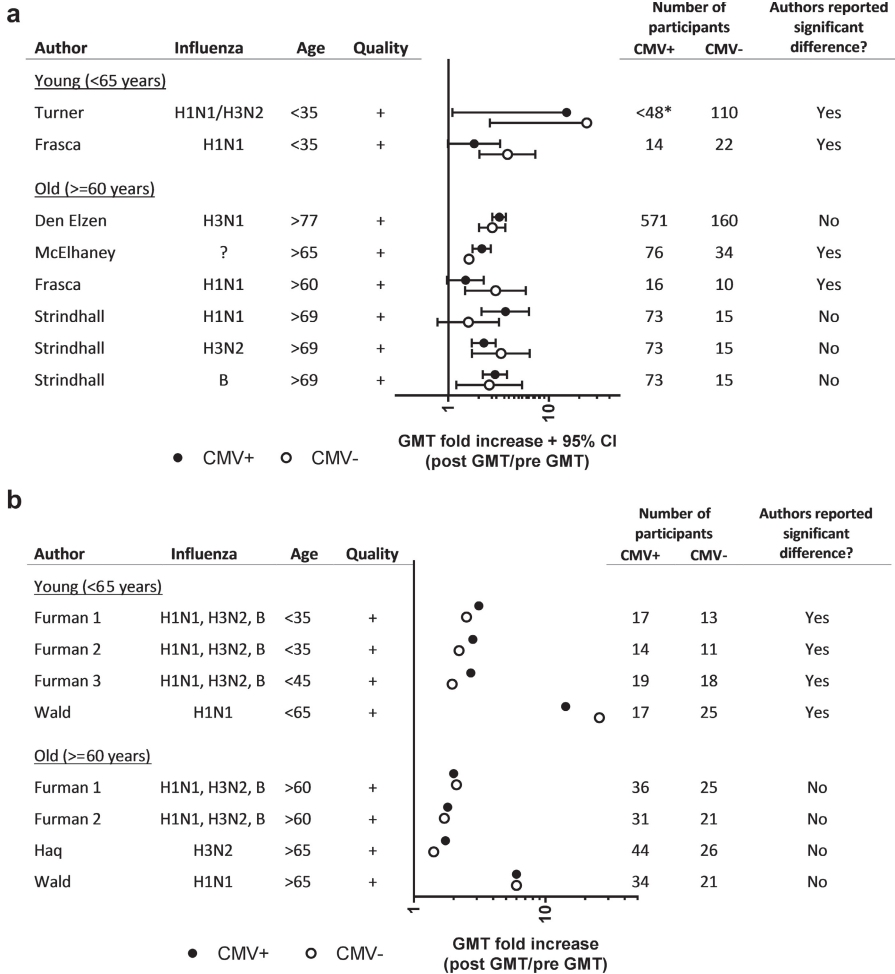 a
Number of participants
Authors reported significant difference?
Author Influenza Age Quality CMV+ CMV-
Young (<65 years)
Turner H1N1/H3N2 <35 + <48* 110 Yes
Frasca H1N1 <35 + 14 22 Yes
Old (>=60 years)
Den Elzen H3N1 >77 + 571 160 No
McElhaney ? >65 + 76 34 Yes
Frasca H1N1 >60 + 16 10 Yes
Strindhall H1N1 >69 + 73 15 No
Strindhall H3N2 >69 + 73 15 No
Strindhall B >69 + 73 15 No
1 10
GMT fold increase + 95% CI
(post GMT/pre GMT)
CMV+ CMV-
b
Number of participants
Authors reported significant difference?
Author Influenza Age Quality CMV+ CMV-
Young (<65 years)
Furman 1 H1N1, H3N2, B <35 + 17 13 Yes
Furman 2 H1N1, H3N2, B <35 + 14 11 Yes
Furman 3 H1N1, H3N2, B <45 + 19 18 Yes
Wald H1N1 <65 + 17 25 Yes
Old (>=60 years)
Furman 1 H1N1, H3N2, B >60 + 36 25 No
Furman 2 H1N1, H3N2, B >60 + 31 21 No
Haq H3N2 >65 + 44 26 No
Wald H1N1 >65 + 34 21 No
1 10
GMT fold increase
(post GMT/pre GMT)
CMV+ CMV-